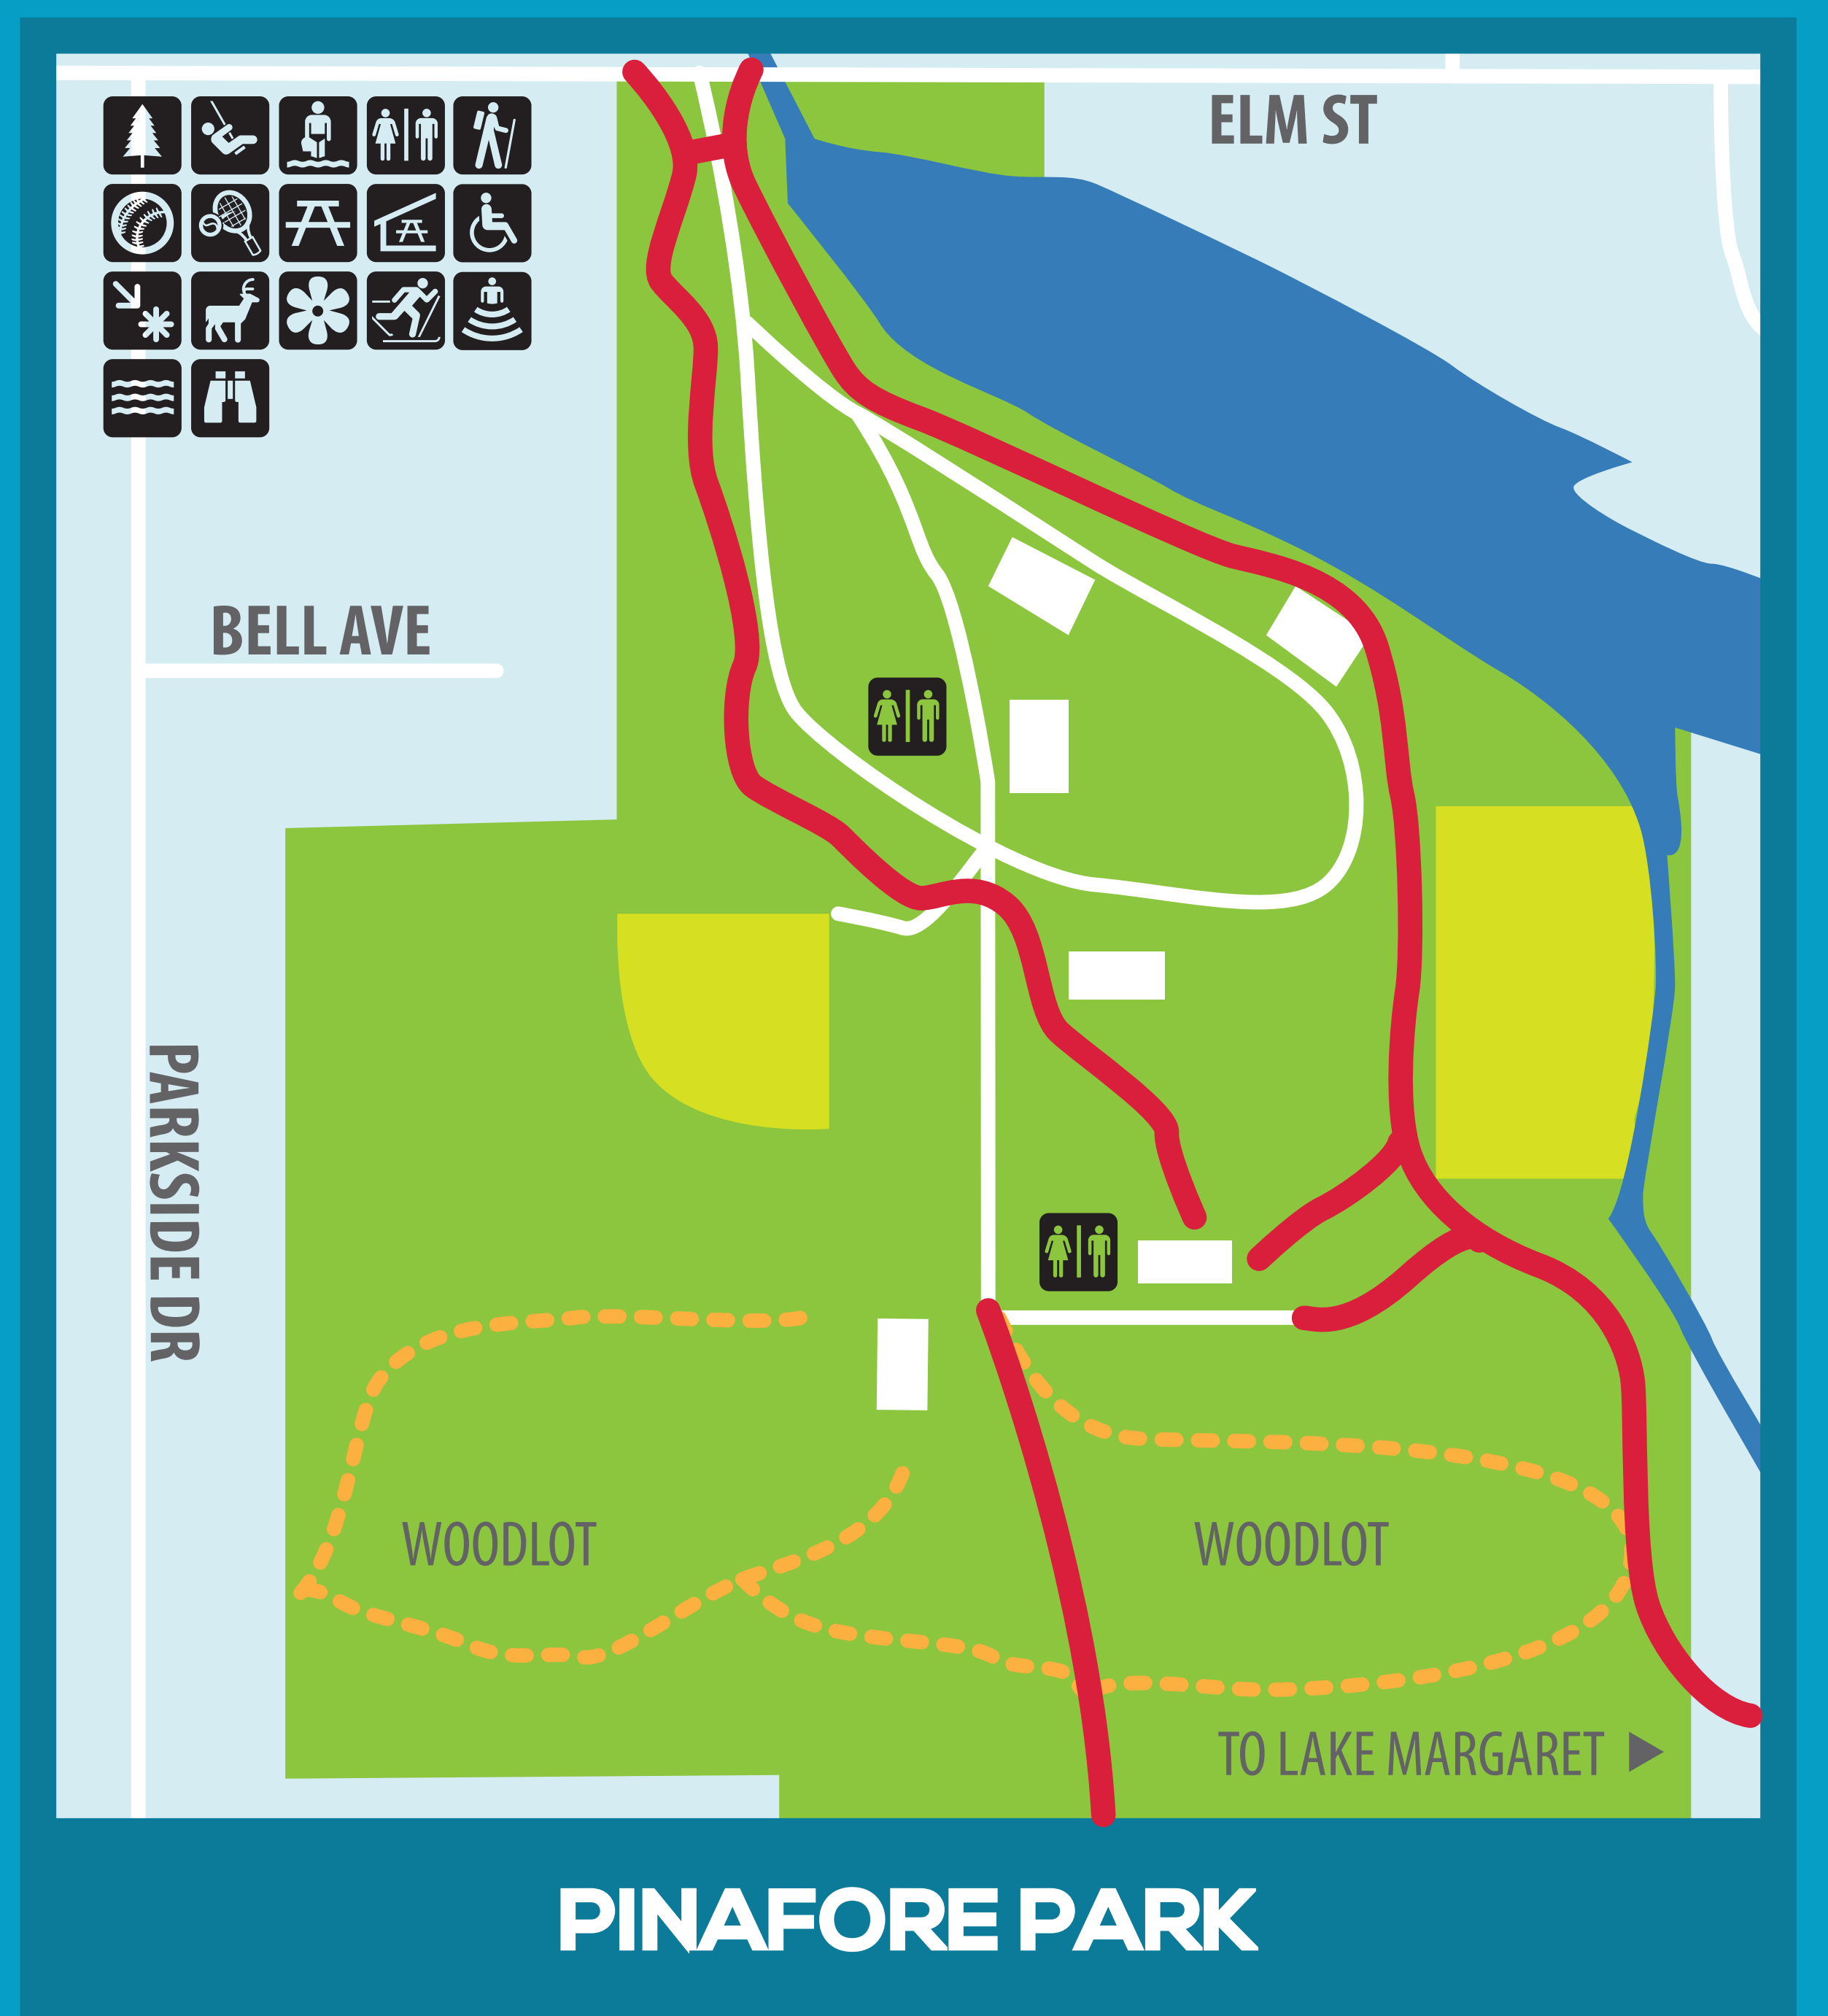 ELM ST
BELL AVE
PARKSIDE DR
WOODLOT
WOODLOT
TO LAKE MARGARET
PINAFORE PARK